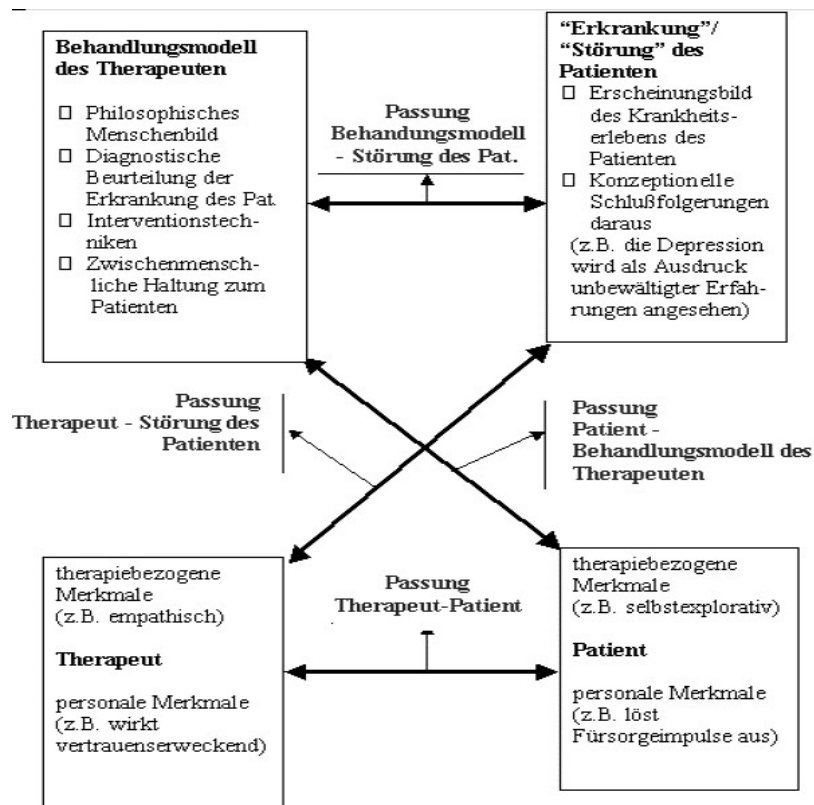 Behandlungsmodell
des Therapeuten
▯ Philosophisches
Menschenbild
▯ Diagnostische
Beurteilung der
Erkrankung des Pat.
▯ Interventionstech-
niken
▯ Zwischenmensch-
liche Haltung zum
Patienten
Passung
Behandungsmodell
- Störung des Pat.
“Erkrankung”/
“Störung” des
Patienten
▯ Erscheinungsbild
des Krankheits-
erlebens des
Patienten
▯ Konzeptionelle
Schlußfolgerungen
daraus
(z.B. die Depression
wird als Ausdruck
unbewältigter Erfah-
rungen angesehen)
Passung
Therapeut - Störung des
Patienten
Passung
Patient -
Behandlungsmodell des
Therapeuten
therapiebezogene
Merkmale
(z.B. empathisch)
Therapeut
personale Merkmale
(z.B. wirkt
vertrauenserweckend)
Passung
Therapeut-Patient
therapiebezogene
Merkmale
(z.B. selbstexplorativ)
Patient
personale Merkmale
(z.B. löst
Fürsorgeimpulse aus)